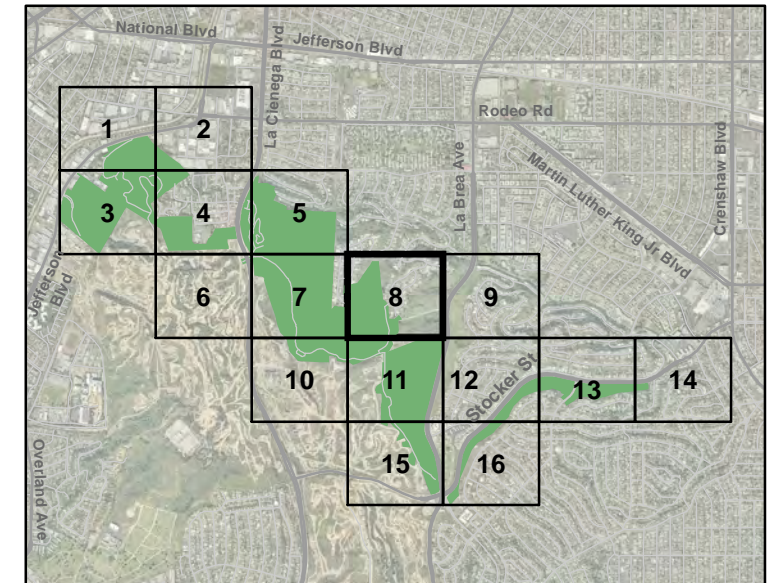 National Blvd
Jefferson Blvd
La Cienega Blvd
Rodeo Rd
La Brea Ave
Martin Luther King Jr Blvd
Crenshaw Blvd
1
2
3
4
5
Jefferson
Blvd
6
7
8
9
10
11
12
Stocker St
13
14
Overland Ave
15
16